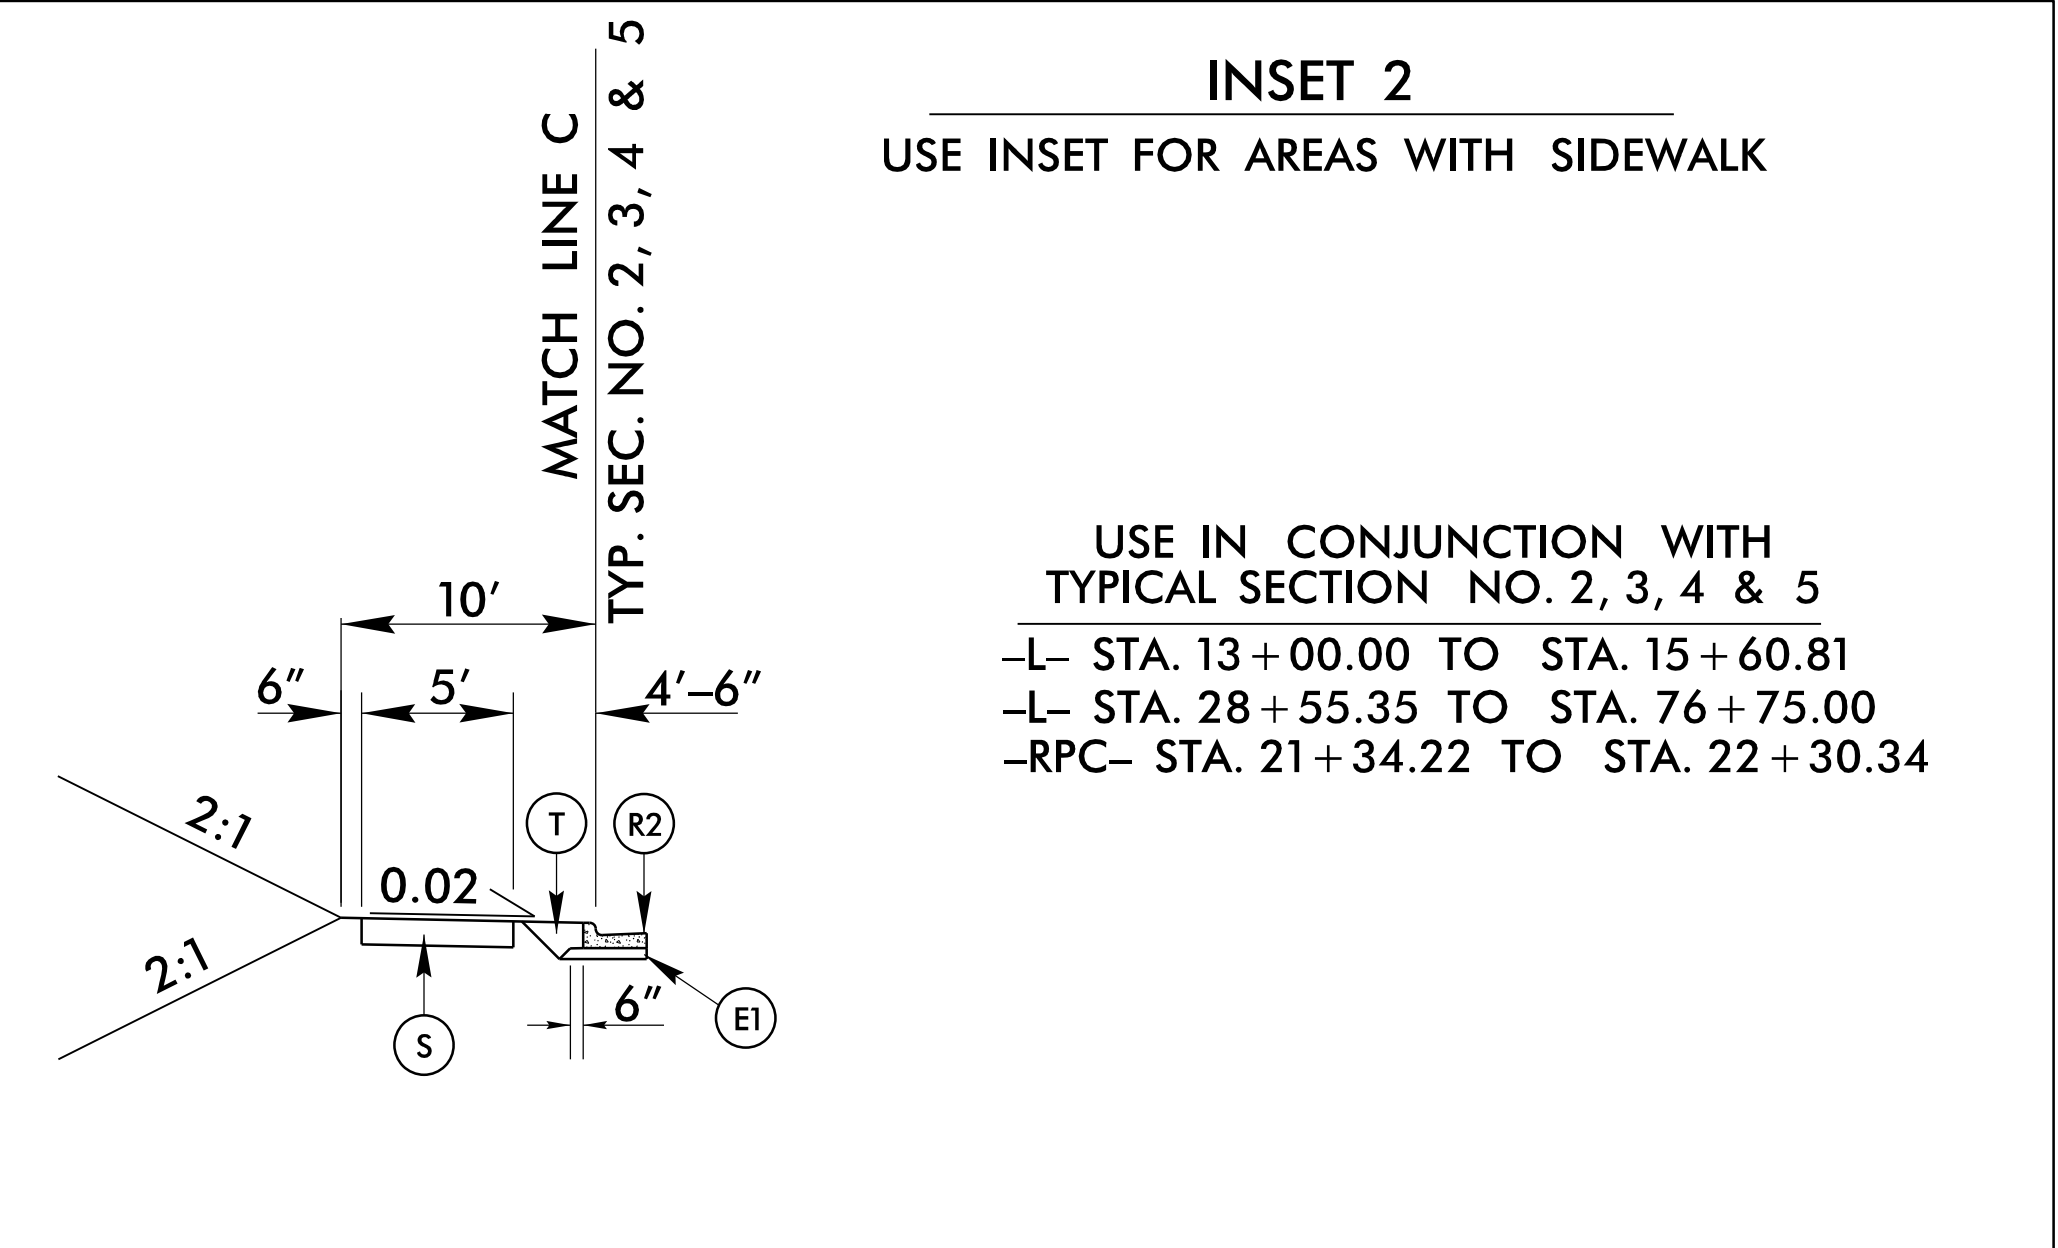 INSET 2
USE INSET FOR AREAS WITH SIDEWALK
MATCH LINE C
TYP. SEC. NO. 2, 3, 4 & 5
USE IN CONJUNCTION WITH
TYPICAL SECTION NO. 2, 3, 4 & 5
–L– STA. 13+00.00 TO STA. 15+60.81
–L– STA. 28+55.35 TO STA. 76+75.00
–RPC– STA. 21+34.22 TO STA. 22+30.34
10'
6" 5' 4'–6"
2:1
T R2
0.02
2:1
6"
E1
S